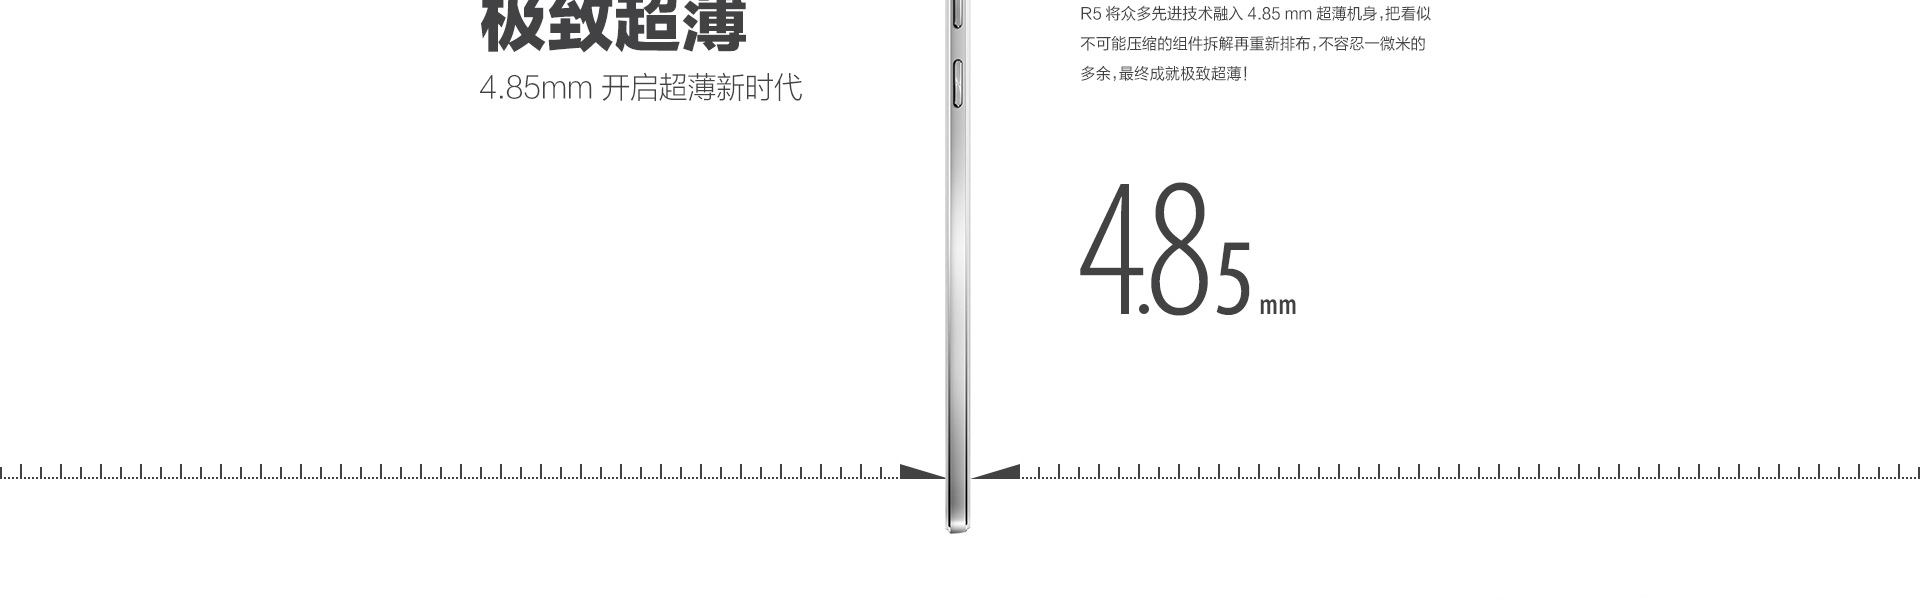 极致超薄
4.85mm 开启超薄新时代
R5 将众多先进技术融入 4.85 mm 超薄机身，把看似
不可能压缩的组件拆解再重新排布，不容忍一微米的
多余，最终成就极致超薄！
4.85 mm